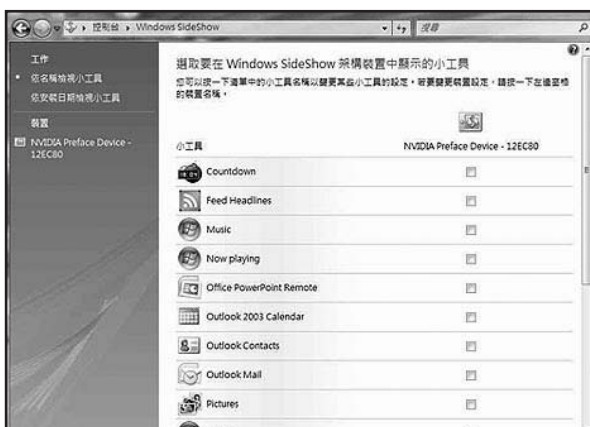 控制台 ▸ Windows SideShow
搜尋
工作
依名稱檢視小工具
依安裝日期檢視小工具
裝置
NVIDIA Preface Device -
12EC80
選取要在 Windows SideShow 架構裝置中顯示的小工具
您可以按一下清單中的小工具名稱以變更某些小工具的設定。若要變更裝置設定，請按一下左邊窗格
的裝置名稱。
小工具
NVIDIA Preface Device - 12EC80
Countdown
Feed Headlines
Music
Now playing
Office PowerPoint Remote
Outlook 2003 Calendar
Outlook Contacts
Outlook Mail
Pictures